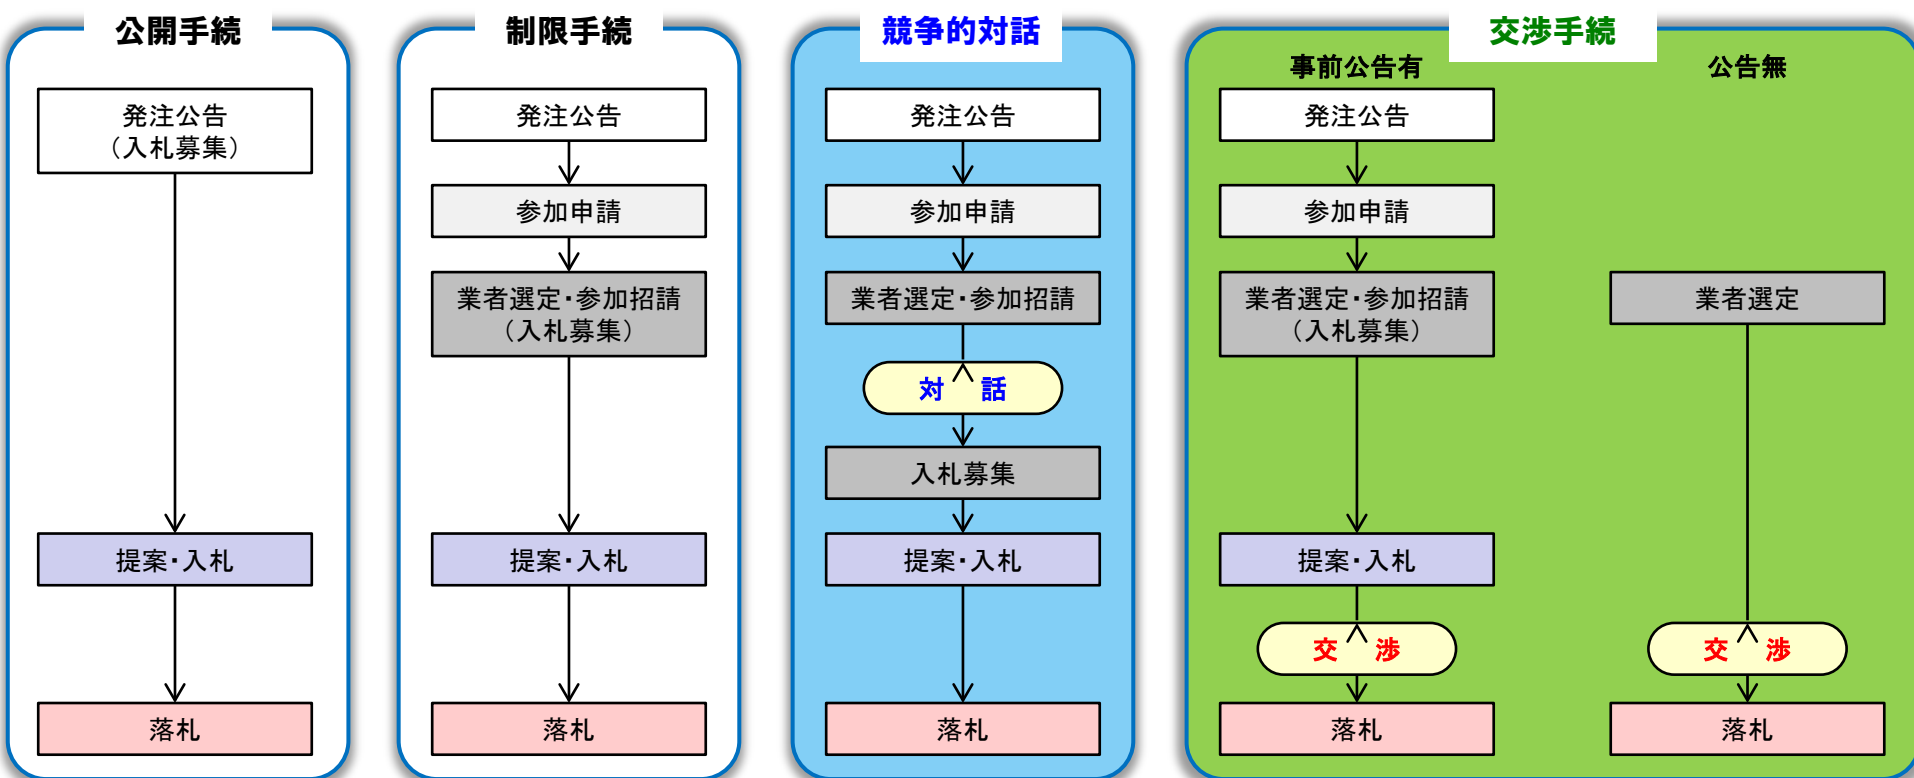 公開手続
発注公告
（入札募集）
提案･入札
落札
制限手続
発注公告
参加申請
業者選定･参加招請
（入札募集）
提案･入札
落札
競争的対話
発注公告
参加申請
業者選定･参加招請
対 話
入札募集
提案･入札
落札
交渉手続
事前公告有
発注公告
参加申請
業者選定･参加招請
（入札募集）
提案･入札
交 渉
落札
公告無
業者選定
交 渉
落札